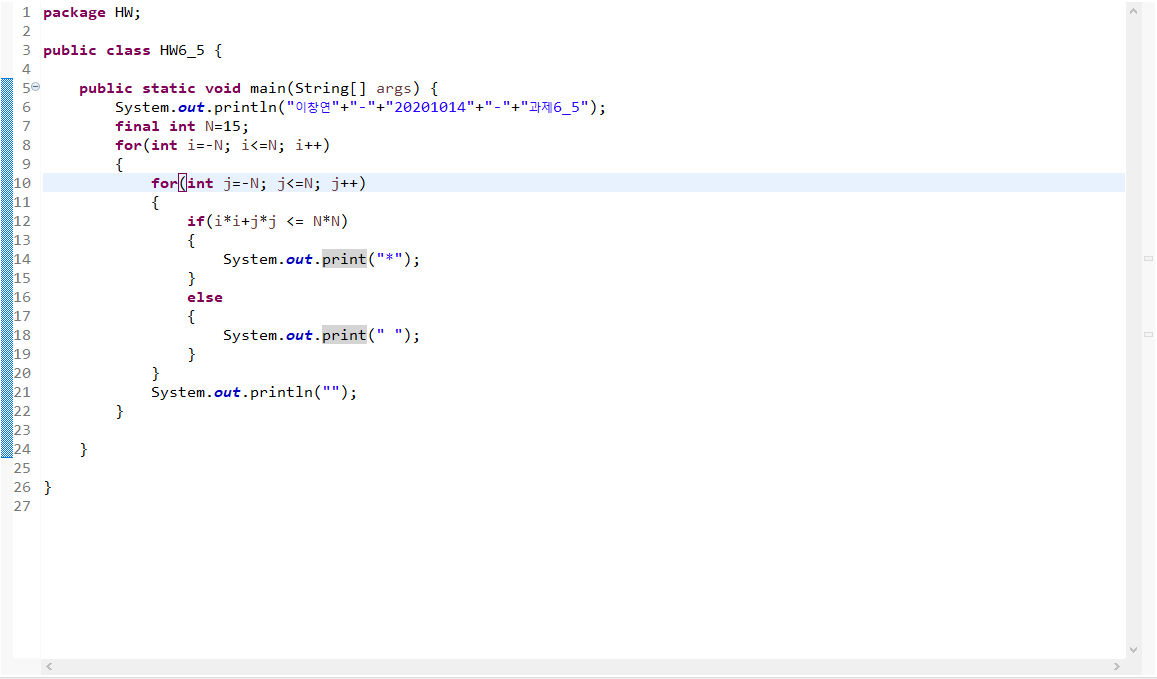 1 package HW;
2
3 public class HW6_5 {
4
5 public static void main(String[] args) {
6 System.out.println("이창연"+"-"+"20201014"+"-"+"과제6_5");
7 final int N=15;
8 for(int i=-N; i<=N; i++)
9 {
10 for(int j=-N; j<=N; j++)
11 {
12 if(i*i+j*j <= N*N)
13 {
14 System.out.print("*");
15 }
16 else
17 {
18 System.out.print(" ");
19 }
20 }
21 System.out.println("");
22 }
23
24 }
25
26 }
27